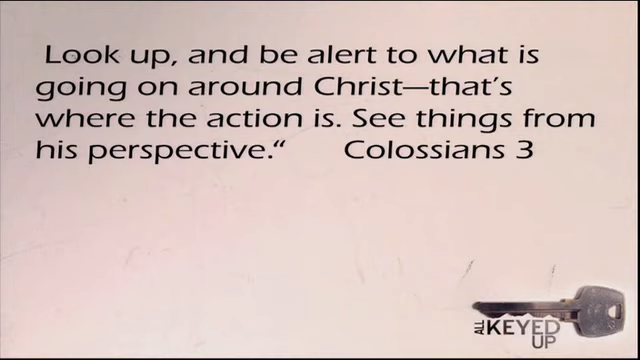 Look up, and be alert to what is
going on around Christ—that's
where the action is. See things from
his perspective.“ Colossians 3
ALL KEYED
UP